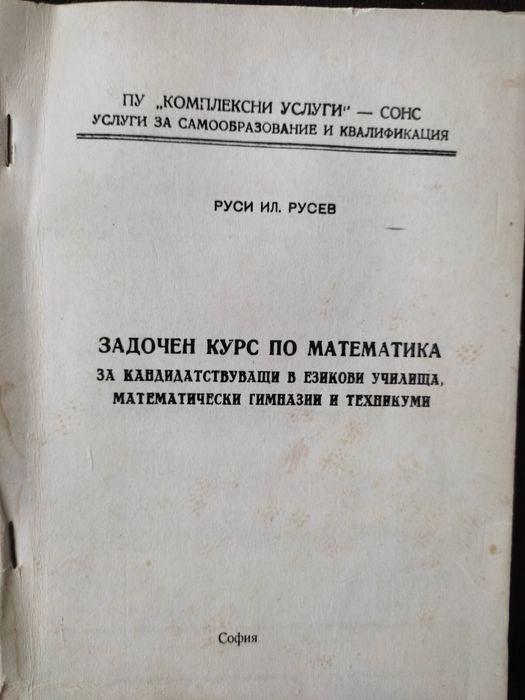 ПУ „КОМПЛЕКСНИ УСЛУГИ“ — СОНС
УСЛУГИ ЗА САМООБРАЗОВАНИЕ И КВАЛИФИКАЦИЯ
РУСИ ИЛ. РУСЕВ
ЗАДОЧЕН КУРС ПО МАТЕМАТИКА
ЗА КАНДИДАТСТВУВАЩИ В ЕЗИКОВИ УЧИЛИЩА,
МАТЕМАТИЧЕСКИ ГИМНАЗИИ И ТЕХНИКУМИ
София